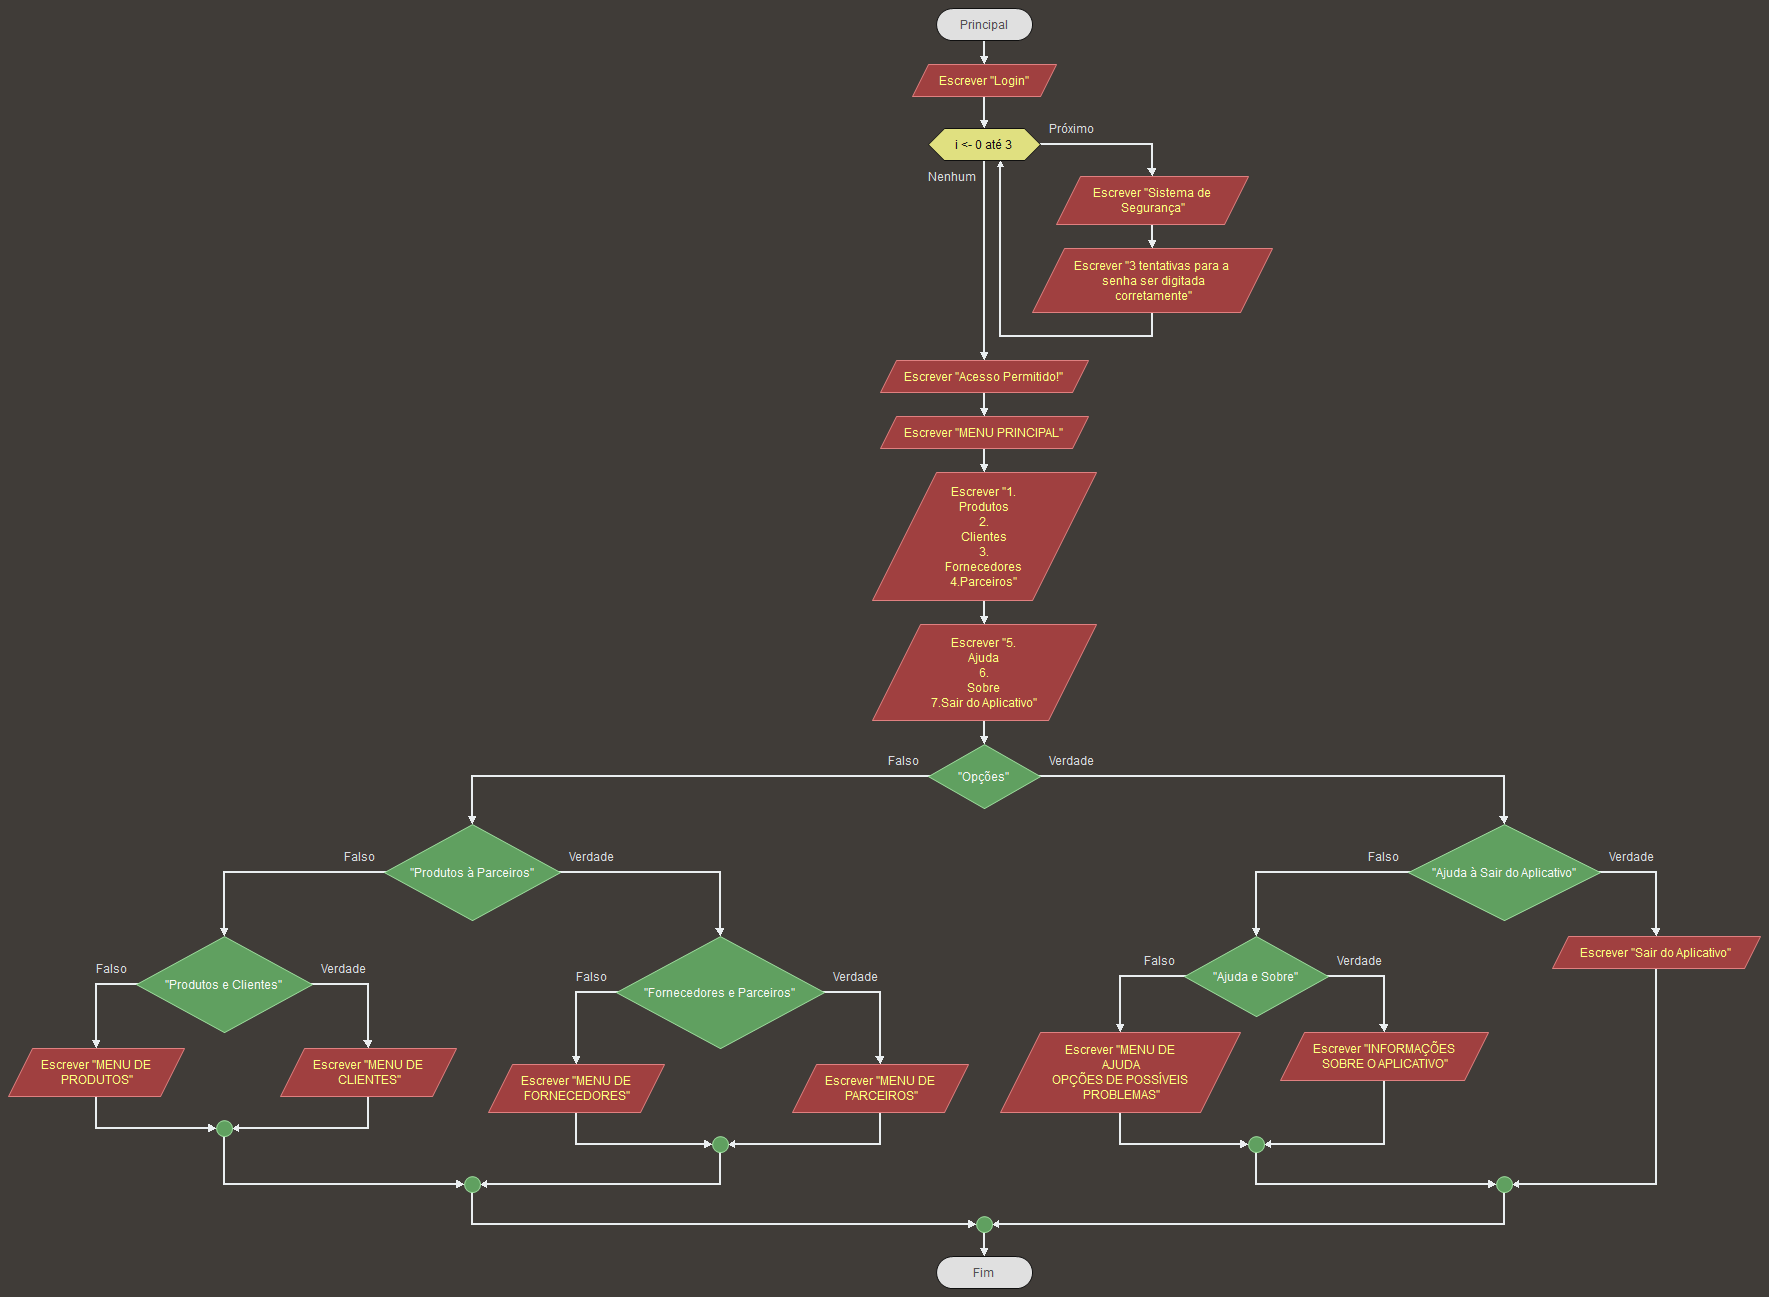 Principal
Escrever "Login"
Próximo
i <- 0 até 3
Nenhum
Escrever "Sistema de
Segurança"
Escrever "3 tentativas para a
senha ser digitada
corretamente"
Escrever "Acesso Permitido!"
Escrever "MENU PRINCIPAL"
Escrever "1.
Produtos
2.
Clientes
3.
Fornecedores
4.Parceiros"
Escrever "5.
Ajuda
6.
Sobre
7.Sair do Aplicativo"
Falso
Verdade
"Opções"
Falso
Verdade
"Produtos à Parceiros"
Falso
Verdade
"Ajuda à Sair do Aplicativo"
Falso
Verdade
"Produtos e Clientes"
Falso
Verdade
"Fornecedores e Parceiros"
Falso
Verdade
"Ajuda e Sobre"
Escrever "Sair do Aplicativo"
Escrever "MENU DE
PRODUTOS"
Escrever "MENU DE
CLIENTES"
Escrever "MENU DE
FORNECEDORES"
Escrever "MENU DE
PARCEIROS"
Escrever "MENU DE
AJUDA
OPÇÕES DE POSSÍVEIS
PROBLEMAS"
Escrever "INFORMAÇÕES
SOBRE O APLICATIVO"
Fim